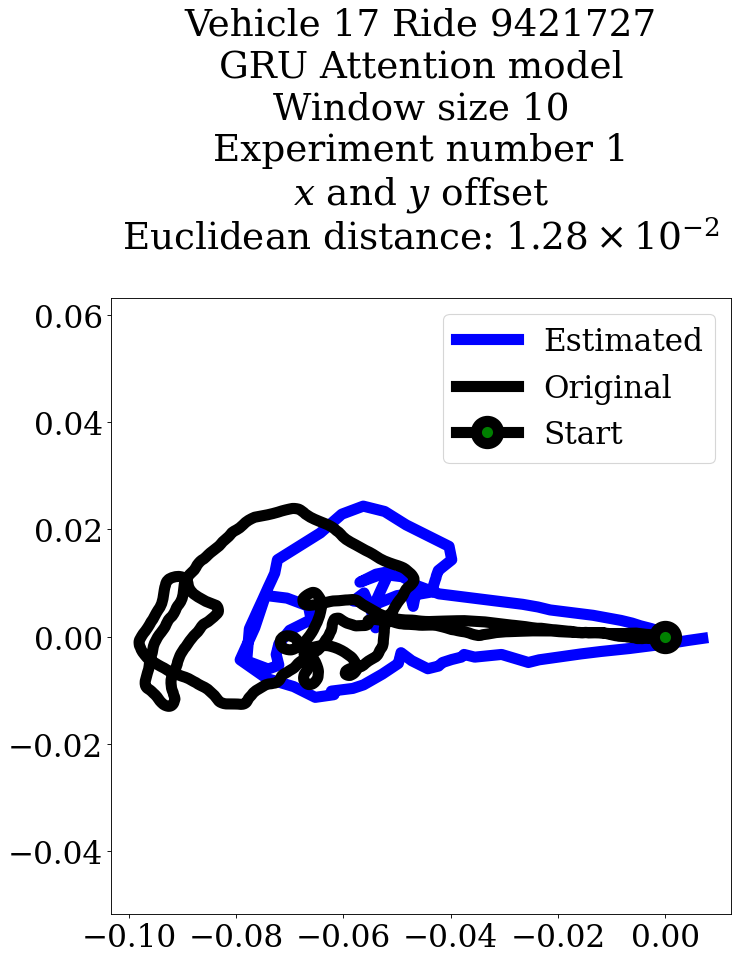 Vehicle 17 Ride 9421727
GRU Attention model
Window size 10
Experiment number 1
x and y offset
Euclidean distance: 1.28 × 10⁻²
Estimated
Original
Start
0.06
0.04
0.02
0.00
−0.02
−0.04
−0.10 −0.08 −0.06 −0.04 −0.02 0.00